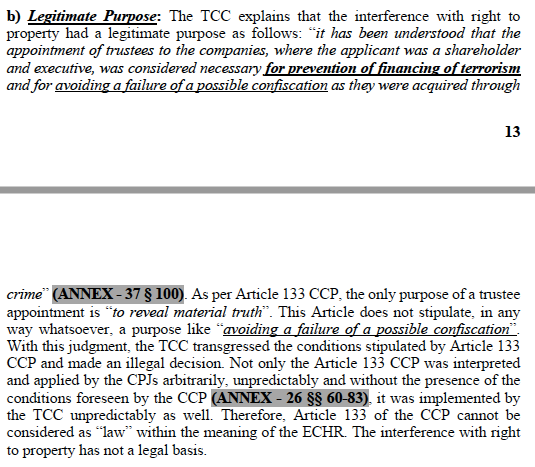 b) Legitimate Purpose: The TCC explains that the interference with right to
property had a legitimate purpose as follows: “it has been understood that the
appointment of trustees to the companies, where the applicant was a shareholder
and executive, was considered necessary for prevention of financing of terrorism
and for avoiding a failure of a possible confiscation as they were acquired through
13
crime” (ANNEX - 37 § 100). As per Article 133 CCP, the only purpose of a trustee
appointment is “to reveal material truth”. This Article does not stipulate, in any
way whatsoever, a purpose like “avoiding a failure of a possible confiscation”.
With this judgment, the TCC transgressed the conditions stipulated by Article 133
CCP and made an illegal decision. Not only the Article 133 CCP was interpreted
and applied by the CPJs arbitrarily, unpredictably and without the presence of the
conditions foreseen by the CCP (ANNEX - 26 §§ 60-83), it was implemented by
the TCC unpredictably as well. Therefore, Article 133 of the CCP cannot be
considered as “law” within the meaning of the ECHR. The interference with right
to property has not a legal basis.